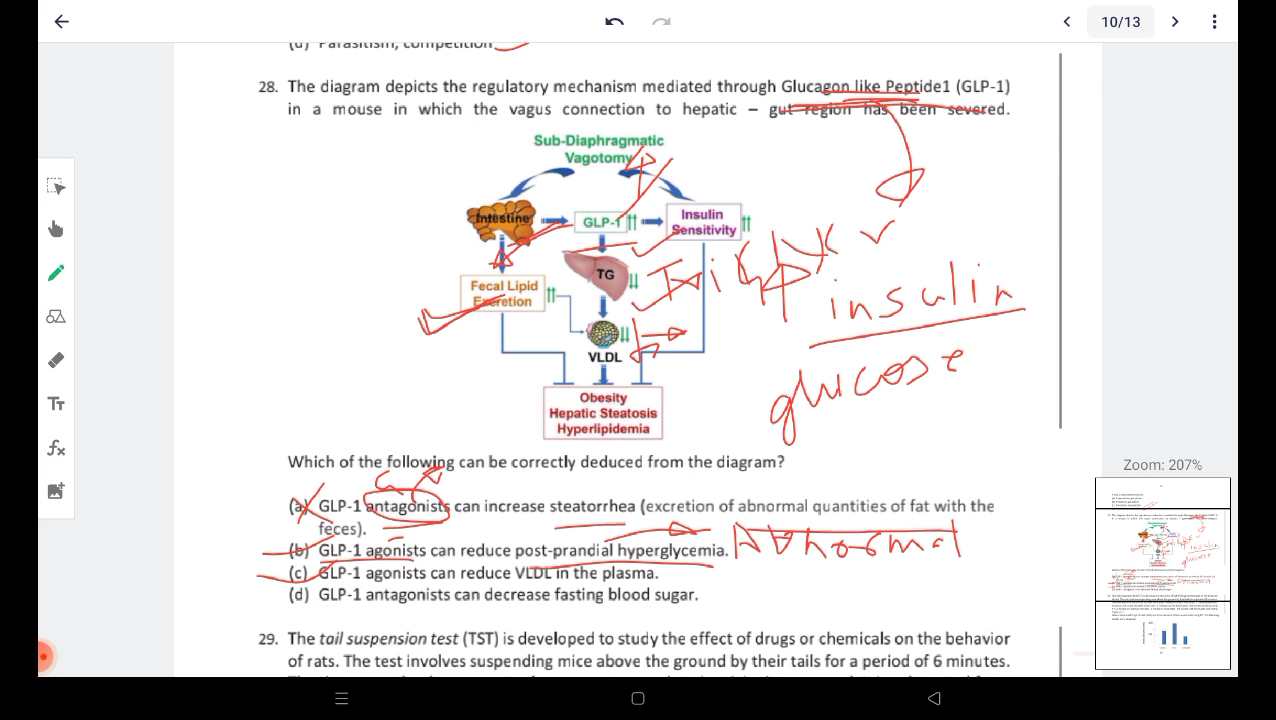 10/13
(d) Parasitism, competition
28. The diagram depicts the regulatory mechanism mediated through Glucagon like Peptide1 (GLP-1)
in a mouse in which the vagus connection to hepatic – gut region has been severed.
Sub-Diaphragmatic
Vagotomy
Intestine
GLP-1
Insulin
Sensitivity
TG
Fecal Lipid
Excretion
VLDL
insulin
glucose
Obesity
Hepatic Steatosis
Hyperlipidemia
Which of the following can be correctly deduced from the diagram?
Zoom: 207%
(a) GLP-1 antagonists can increase steatorrhea (excretion of abnormal quantities of fat with the
feces).
(b) GLP-1 agonists can reduce post-prandial hyperglycemia.
(c) GLP-1 agonists can reduce VLDL in the plasma.
(d) GLP-1 antagonists can decrease fasting blood sugar.
29. The tail suspension test (TST) is developed to study the effect of drugs or chemicals on the behavior
of rats. The test involves suspending mice above the ground by their tails for a period of 6 minutes.
Tт
fx